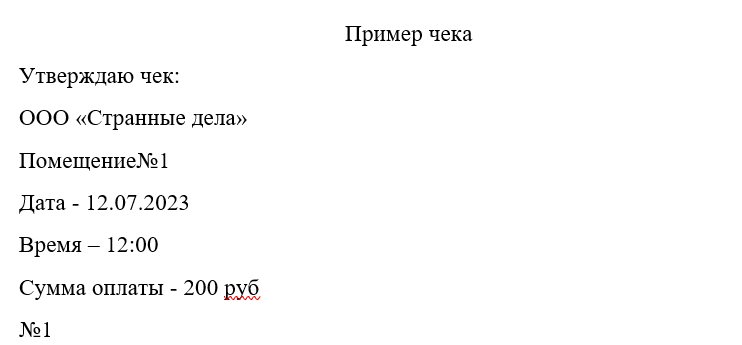 Пример чека
Утверждаю чек:
ООО «Странные дела»
Помещение№1
Дата - 12.07.2023
Время – 12:00
Сумма оплаты - 200 руб
№1